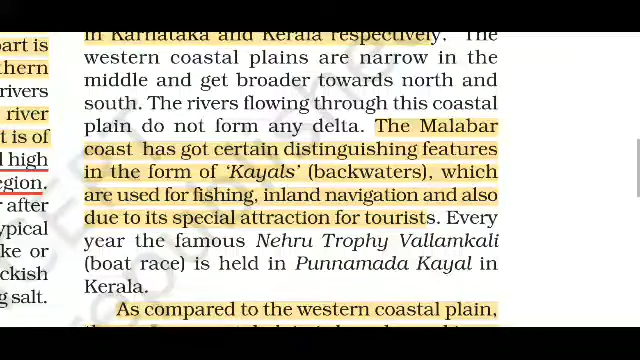 part is
thern
rivers
river
t is of
d high
egion.
r after
typical
ke or
ckish
g salt.
in Karnataka and Kerala respectively. The
western coastal plains are narrow in the
middle and get broader towards north and
south. The rivers flowing through this coastal
plain do not form any delta. The Malabar
coast has got certain distinguishing features
in the form of ‘Kayals’ (backwaters), which
are used for fishing, inland navigation and also
due to its special attraction for tourists. Every
year the famous Nehru Trophy Vallamkali
(boat race) is held in Punnamada Kayal in
Kerala.
As compared to the western coastal plain,